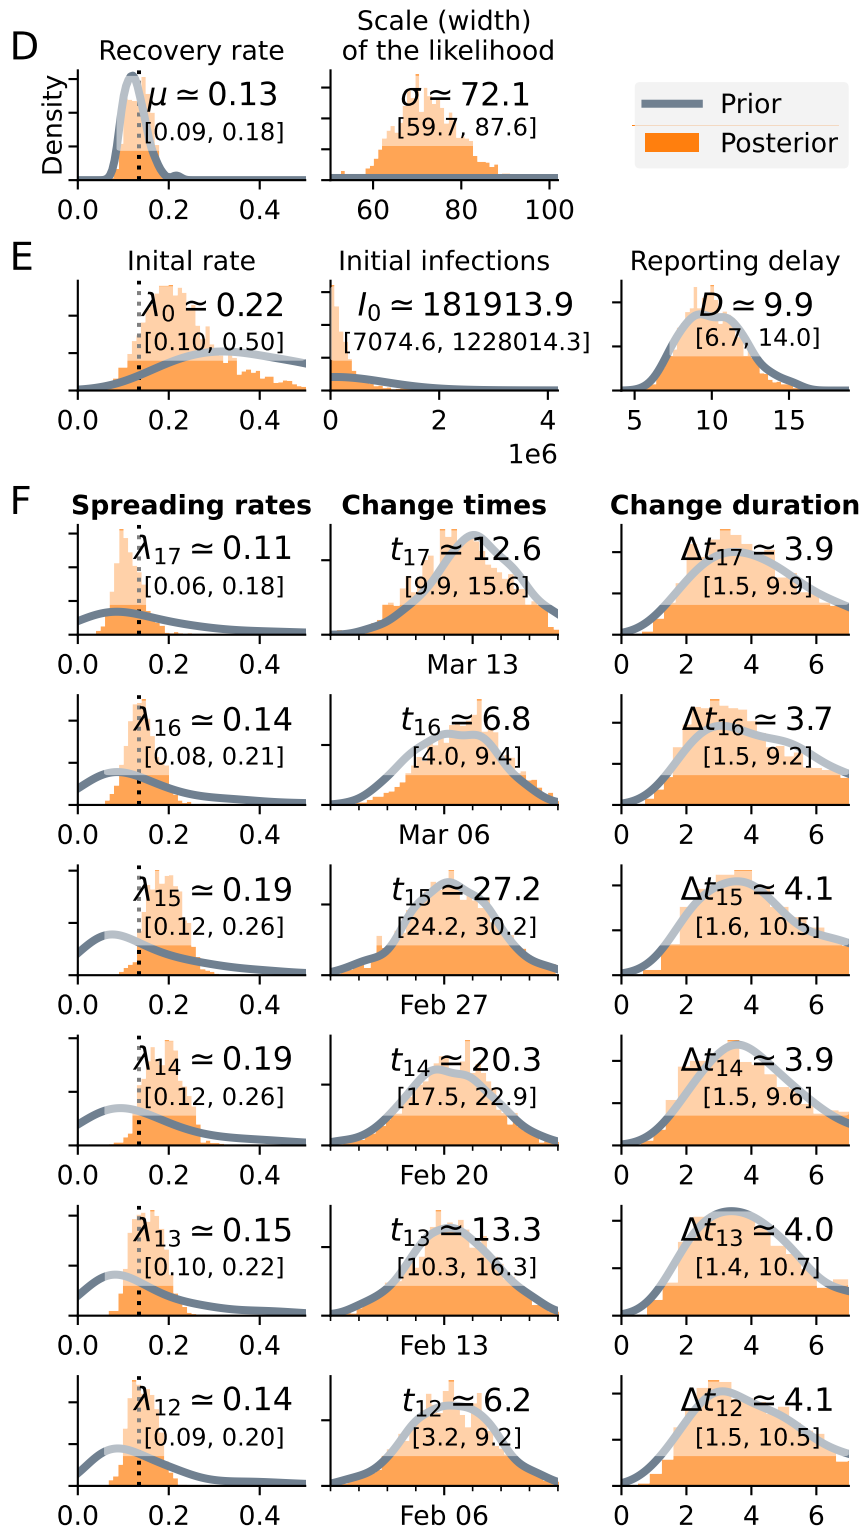 D
Recovery rate
Scale (width)
of the likelihood
Density
μ ≃ 0.13
[0.09, 0.18]
0.0 0.2 0.4
σ ≃ 72.1
[59.7, 87.6]
60 80 100
Prior
Posterior
E
Inital rate
λ0 ≃ 0.22
[0.10, 0.50]
0.0 0.2 0.4
Initial infections
I0 ≃ 181913.9
[7074.6, 1228014.3]
0 2 4
1e6
Reporting delay
D ≃ 9.9
[6.7, 14.0]
5 10 15
F
Spreading rates Change times Change duration
λ17 ≃ 0.11
[0.06, 0.18]
0.0 0.2 0.4
t17 ≃ 12.6
[9.9, 15.6]
Mar 13
Δt17 ≃ 3.9
[1.5, 9.9]
0 2 4 6
λ16 ≃ 0.14
[0.08, 0.21]
0.0 0.2 0.4
t16 ≃ 6.8
[4.0, 9.4]
Mar 06
Δt16 ≃ 3.7
[1.5, 9.2]
0 2 4 6
λ15 ≃ 0.19
[0.12, 0.26]
0.0 0.2 0.4
t15 ≃ 27.2
[24.2, 30.2]
Feb 27
Δt15 ≃ 4.1
[1.6, 10.5]
0 2 4 6
λ14 ≃ 0.19
[0.12, 0.26]
0.0 0.2 0.4
t14 ≃ 20.3
[17.5, 22.9]
Feb 20
Δt14 ≃ 3.9
[1.5, 9.6]
0 2 4 6
λ13 ≃ 0.15
[0.10, 0.22]
0.0 0.2 0.4
t13 ≃ 13.3
[10.3, 16.3]
Feb 13
Δt13 ≃ 4.0
[1.4, 10.7]
0 2 4 6
λ12 ≃ 0.14
[0.09, 0.20]
0.0 0.2 0.4
t12 ≃ 6.2
[3.2, 9.2]
Feb 06
Δt12 ≃ 4.1
[1.5, 10.5]
0 2 4 6